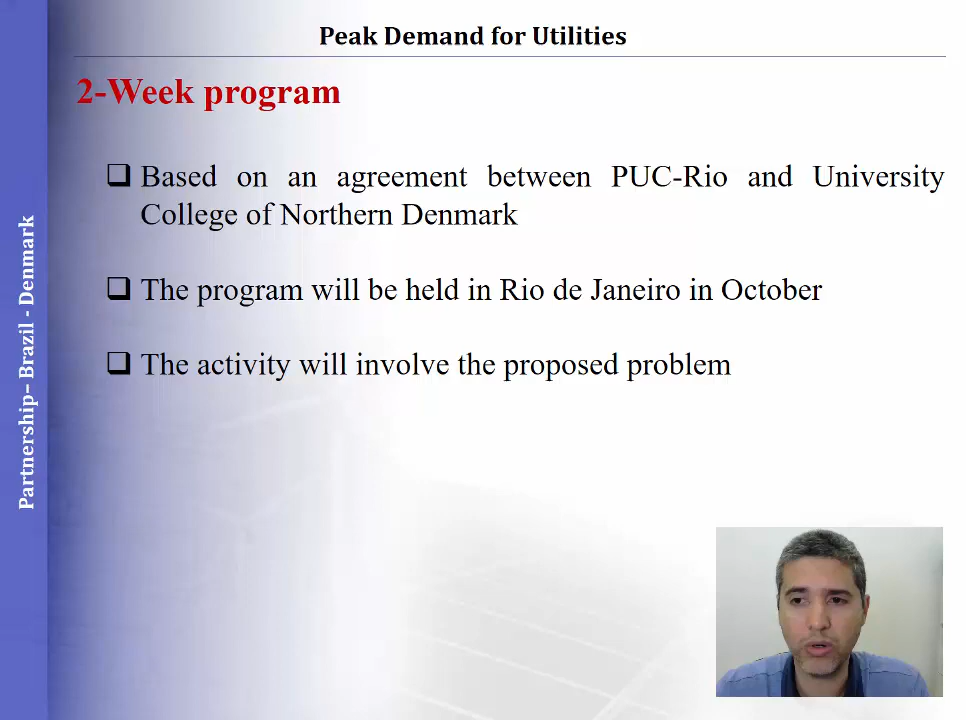 Peak Demand for Utilities
2-Week program
Based on an agreement between PUC-Rio and University
College of Northern Denmark
The program will be held in Rio de Janeiro in October
The activity will involve the proposed problem
Partnership– Brazil - Denmark